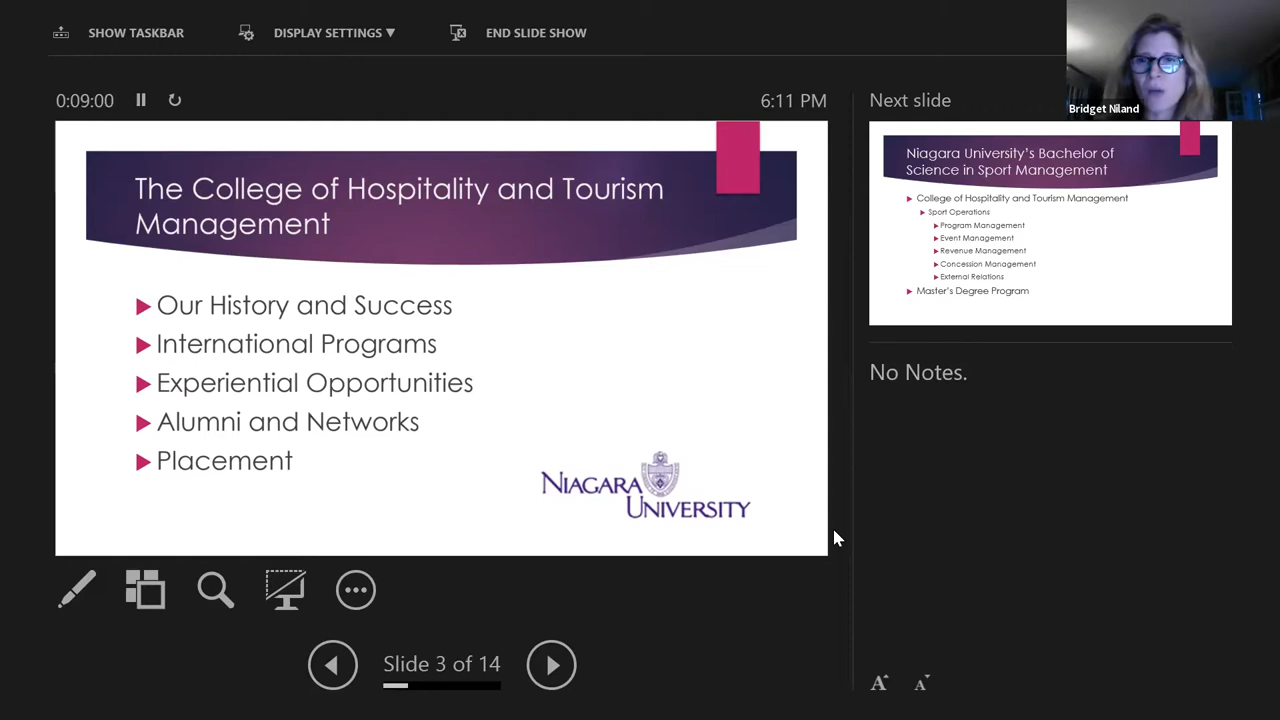 SHOW TASKBAR
DISPLAY SETTINGS ▼
END SLIDE SHOW
Bridget Niland
0:09:00
6:11 PM
The College of Hospitality and Tourism
Management
▶ Our History and Success
▶ International Programs
▶ Experiential Opportunities
▶ Alumni and Networks
▶ Placement
NIAGARA
UNIVERSITY
Slide 3 of 14
Next slide
Niagara University's Bachelor of
Science in Sport Management
▶ College of Hospitality and Tourism Management
▶ Sport Operations
▶ Program Management
▶ Event Management
▶ Revenue Management
▶ Concession Management
▶ External Relations
▶ Master's Degree Program
No Notes.
A A